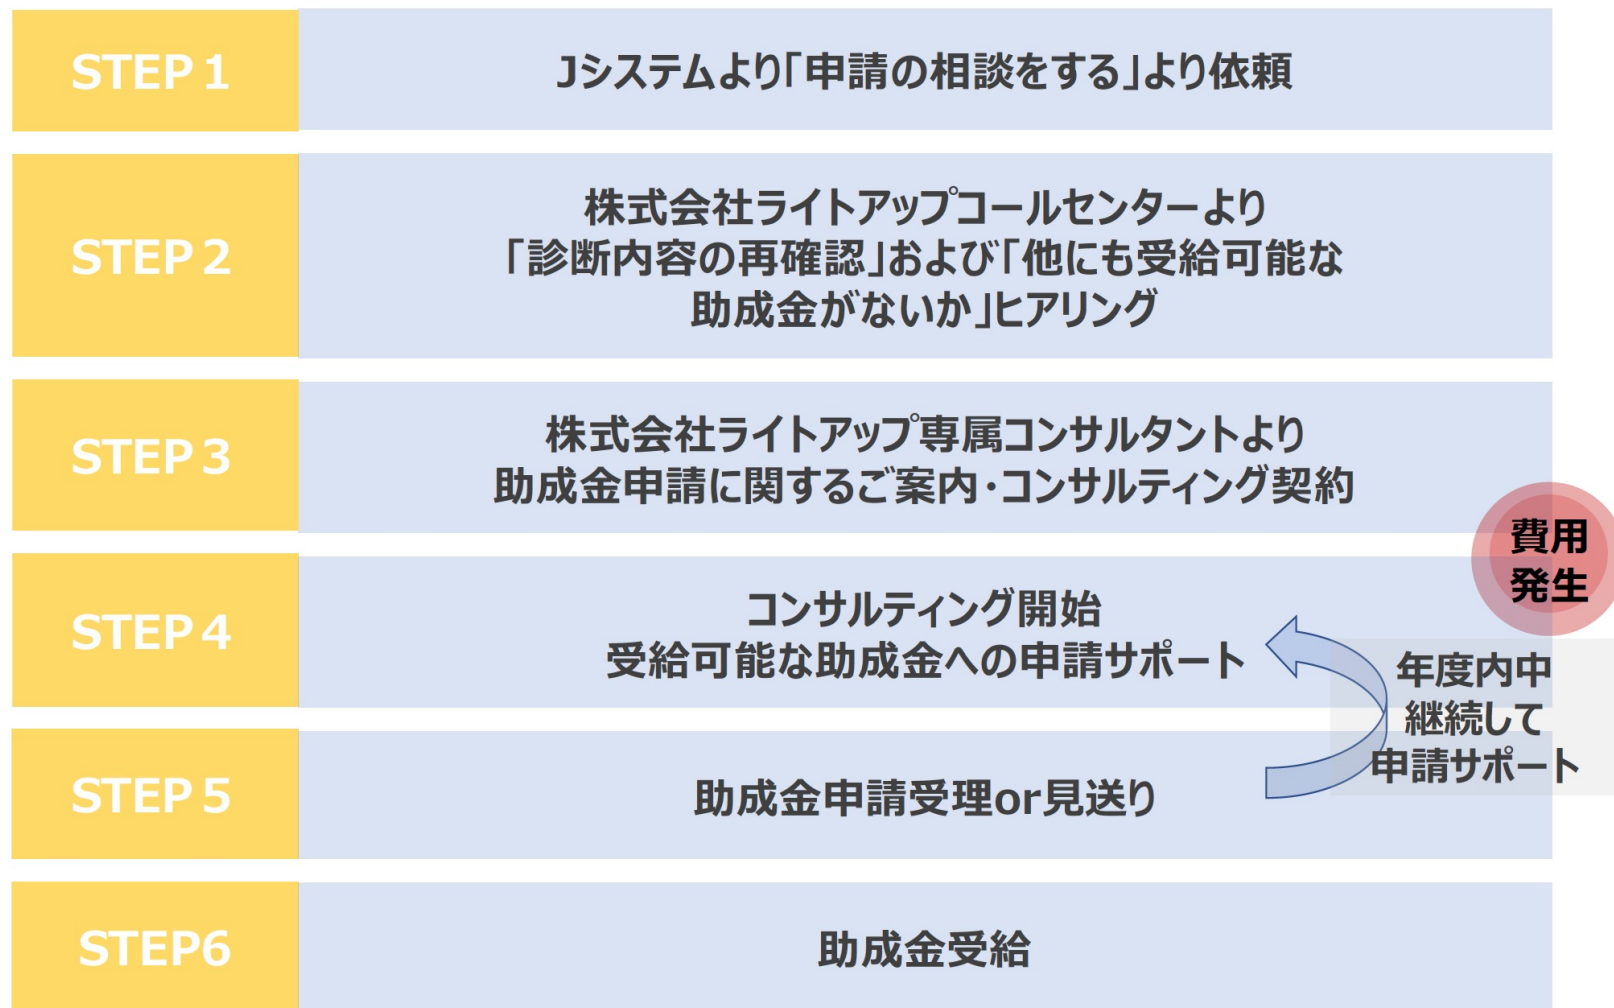 STEP 1
Jシステムより「申請の相談をする」より依頼
STEP 2
株式会社ライトアップコールセンターより
「診断内容の再確認」および「他にも受給可能な
助成金がないか」ヒアリング
STEP 3
株式会社ライトアップ専属コンサルタントより
助成金申請に関するご案内・コンサルティング契約
費用
発生
STEP 4
コンサルティング開始
受給可能な助成金への申請サポート
年度内中
継続して
申請サポート
STEP 5
助成金申請受理or見送り
STEP6
助成金受給